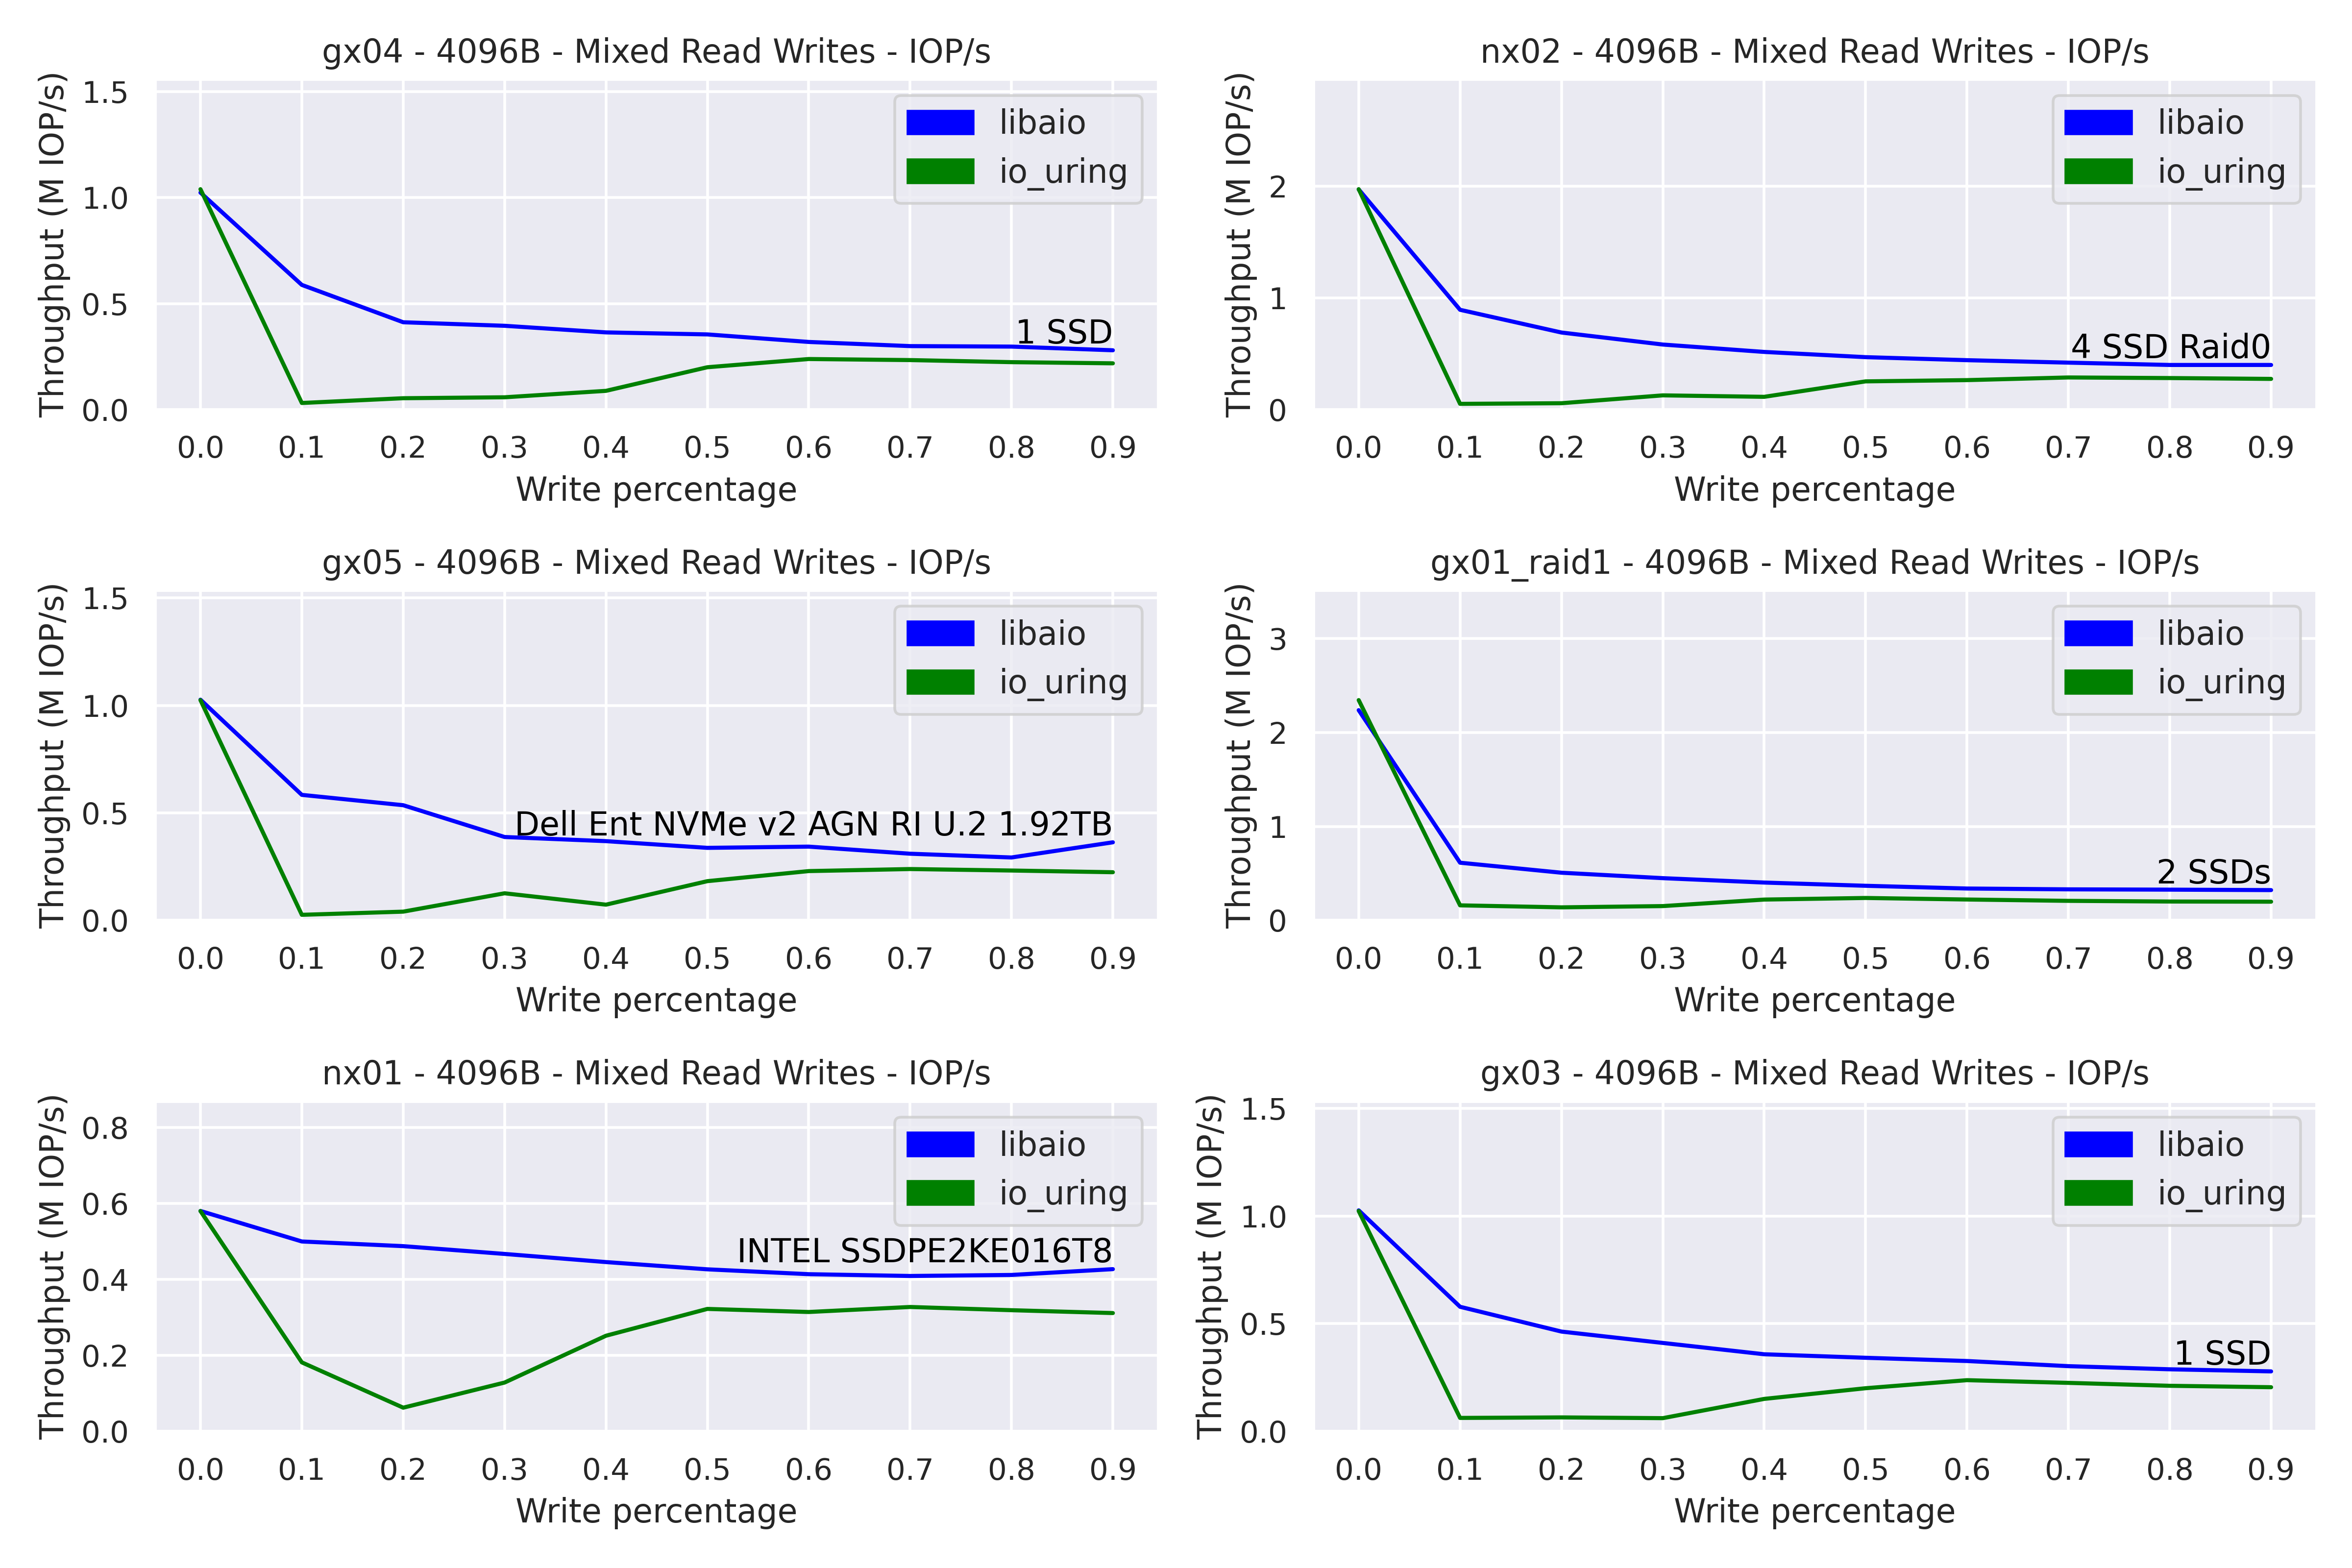 gx04 - 4096B - Mixed Read Writes - IOP/s
Throughput (M IOP/s)
1.5
1.0
0.5
0.0
libaio
io_uring
1 SSD
0.0 0.1 0.2 0.3 0.4 0.5 0.6 0.7 0.8 0.9
Write percentage
nx02 - 4096B - Mixed Read Writes - IOP/s
Throughput (M IOP/s)
2
1
0
libaio
io_uring
4 SSD Raid0
0.0 0.1 0.2 0.3 0.4 0.5 0.6 0.7 0.8 0.9
Write percentage
gx05 - 4096B - Mixed Read Writes - IOP/s
Throughput (M IOP/s)
1.5
1.0
0.5
0.0
libaio
io_uring
Dell Ent NVMe v2 AGN RI U.2 1.92TB
0.0 0.1 0.2 0.3 0.4 0.5 0.6 0.7 0.8 0.9
Write percentage
gx01_raid1 - 4096B - Mixed Read Writes - IOP/s
Throughput (M IOP/s)
3
2
1
0
libaio
io_uring
2 SSDs
0.0 0.1 0.2 0.3 0.4 0.5 0.6 0.7 0.8 0.9
Write percentage
nx01 - 4096B - Mixed Read Writes - IOP/s
Throughput (M IOP/s)
0.8
0.6
0.4
0.2
0.0
libaio
io_uring
INTEL SSDPE2KE016T8
0.0 0.1 0.2 0.3 0.4 0.5 0.6 0.7 0.8 0.9
Write percentage
gx03 - 4096B - Mixed Read Writes - IOP/s
Throughput (M IOP/s)
1.5
1.0
0.5
0.0
libaio
io_uring
1 SSD
0.0 0.1 0.2 0.3 0.4 0.5 0.6 0.7 0.8 0.9
Write percentage